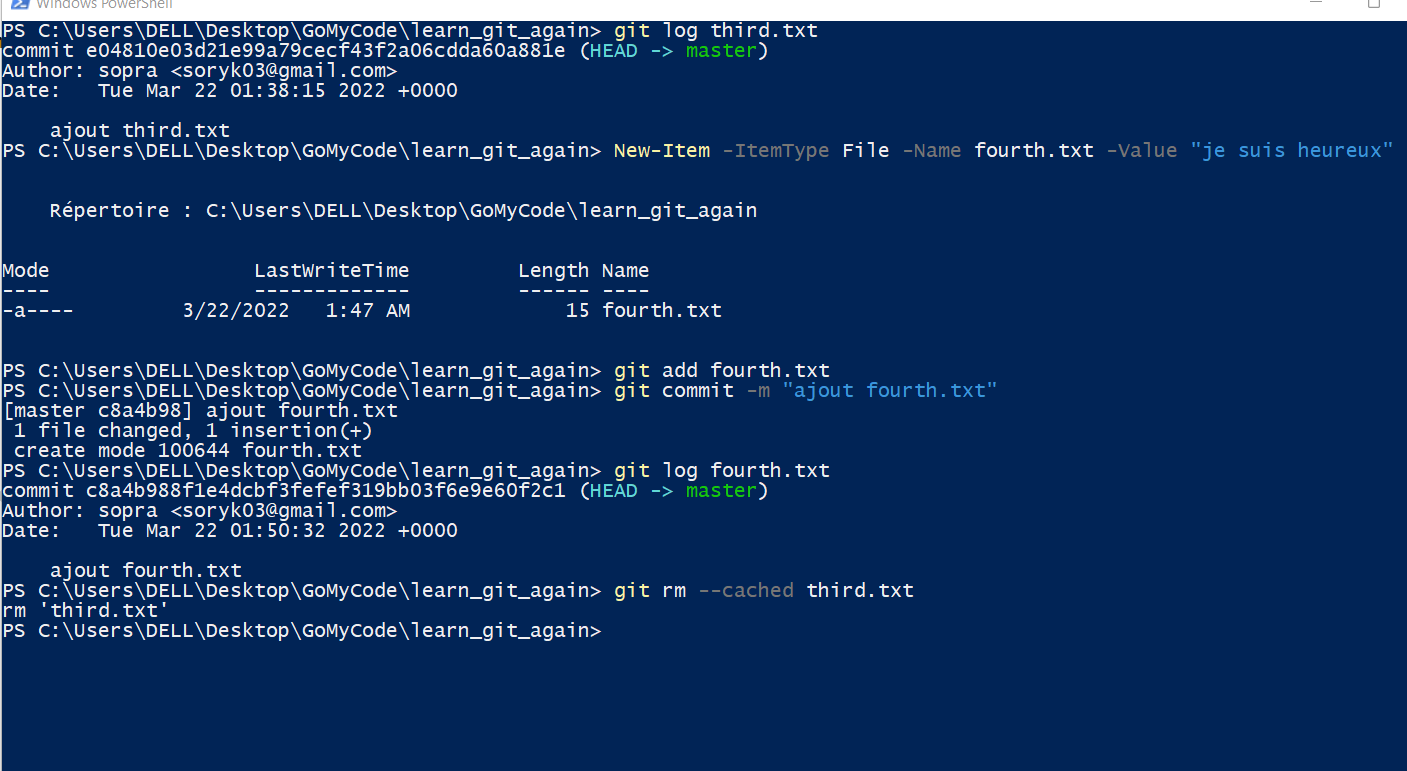 Windows PowerShell
PS C:\Users\DELL\Desktop\GoMyCode\learn_git_again> git log third.txt
commit e04810e03d21e99a79cecf43f2a06cdda60a881e (HEAD -> master)
Author: sopra <soryk03@gmail.com>
Date:   Tue Mar 22 01:38:15 2022 +0000
    ajout third.txt
PS C:\Users\DELL\Desktop\GoMyCode\learn_git_again> New-Item -ItemType File -Name fourth.txt -Value "je suis heureux"
    Répertoire : C:\Users\DELL\Desktop\GoMyCode\learn_git_again
Mode                 LastWriteTime         Length Name
----                 -------------         ------ ----
-a----         3/22/2022   1:47 AM             15 fourth.txt
PS C:\Users\DELL\Desktop\GoMyCode\learn_git_again> git add fourth.txt
PS C:\Users\DELL\Desktop\GoMyCode\learn_git_again> git commit -m "ajout fourth.txt"
[master c8a4b98] ajout fourth.txt
 1 file changed, 1 insertion(+)
 create mode 100644 fourth.txt
PS C:\Users\DELL\Desktop\GoMyCode\learn_git_again> git log fourth.txt
commit c8a4b988f1e4dcbf3fefef319bb03f6e9e60f2c1 (HEAD -> master)
Author: sopra <soryk03@gmail.com>
Date:   Tue Mar 22 01:50:32 2022 +0000
    ajout fourth.txt
PS C:\Users\DELL\Desktop\GoMyCode\learn_git_again> git rm --cached third.txt
rm 'third.txt'
PS C:\Users\DELL\Desktop\GoMyCode\learn_git_again>